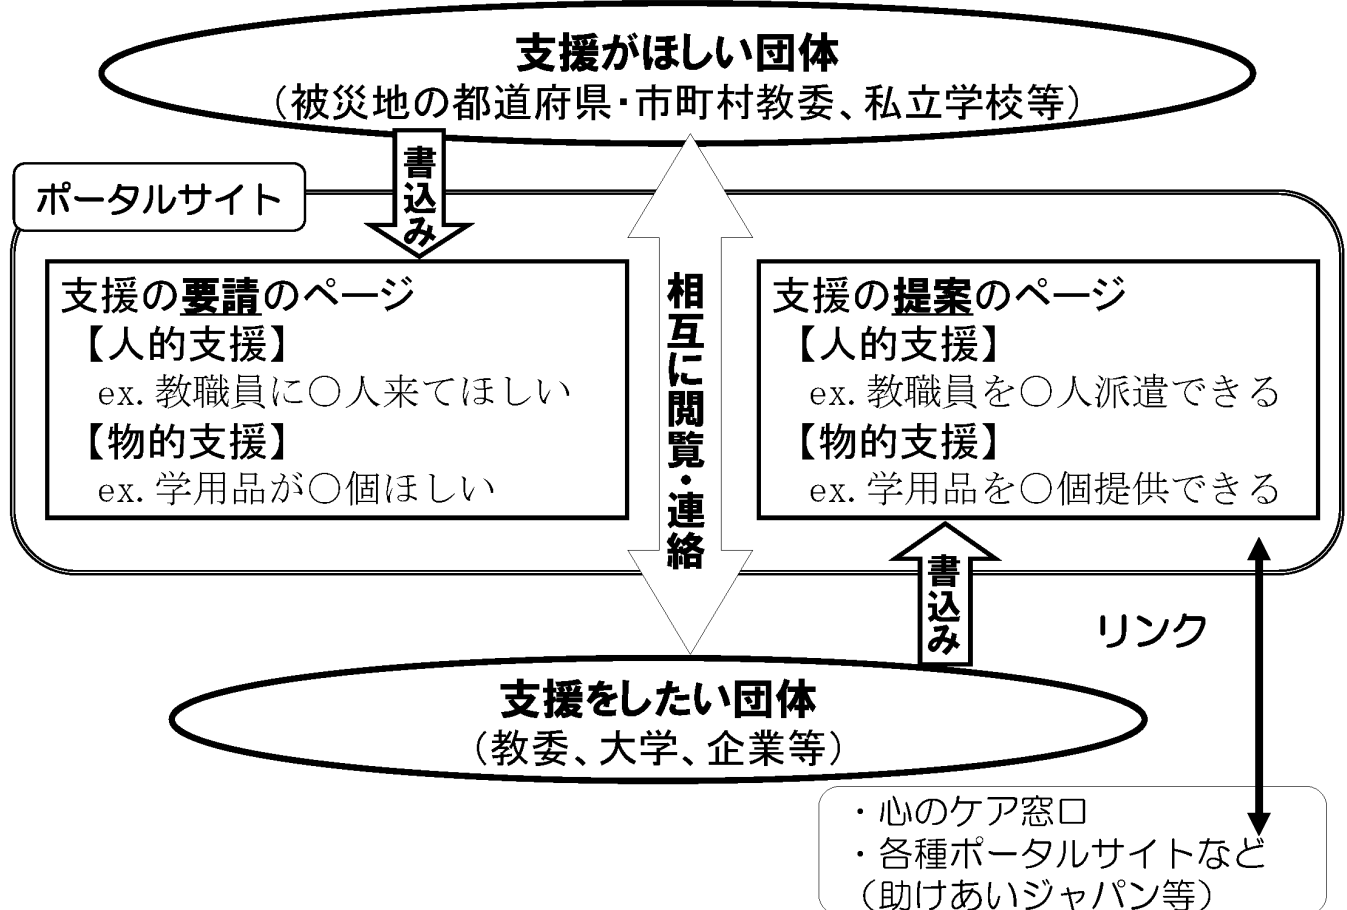 支援がほしい団体
（被災地の都道府県・市町村教委、私立学校等）
書込み
ポータルサイト
支援の要請のページ
【人的支援】
ex. 教職員に○人来てほしい
【物的支援】
ex. 学用品が○個ほしい
相互に閲覧・連絡
支援の提案のページ
【人的支援】
ex. 教職員を○人派遣できる
【物的支援】
ex. 学用品を○個提供できる
書込み
リンク
支援をしたい団体
（教委、大学、企業等）
・心のケア窓口
・各種ポータルサイトなど
（助けあいジャパン等）